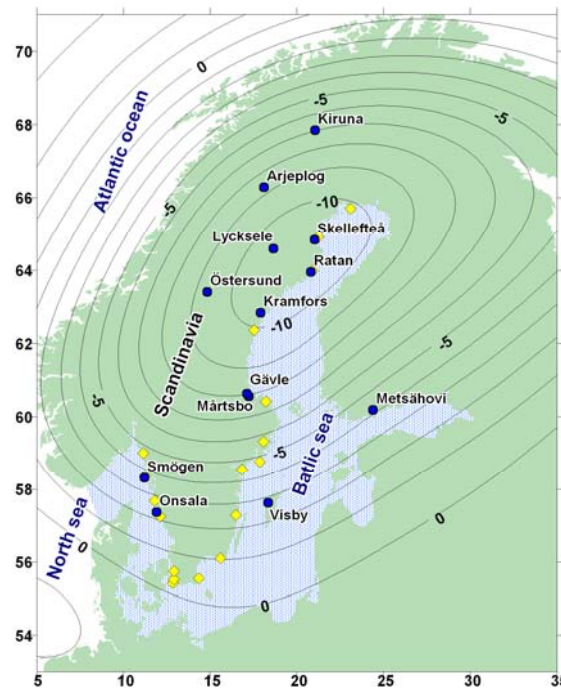 70
0
-5
-5
68
Kiruna
Atlantic ocean
Arjeplog
66
-5
-10
Skellefteå
Lycksele
Ratan
64
Östersund
Kramfors
-10
62
Scandinavia
-5
Gävle
-5
Mårtsbo
Metsähovi
60
-5
Batlic sea
Smögen
58
Onsala
Visby
North sea
0
0
56
0
54
5
10
15
20
25
30
35